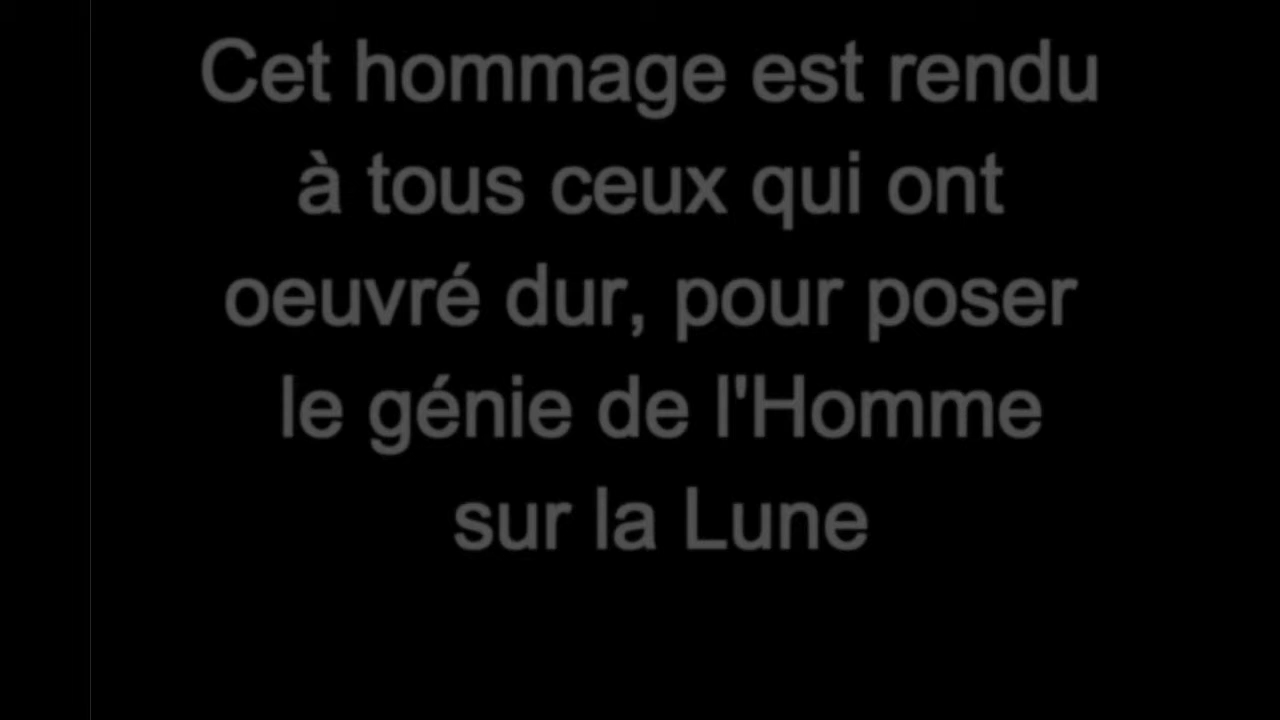 Cet hommage est rendu
à tous ceux qui ont
oeuvré dur, pour poser
le génie de l'Homme
sur la Lune